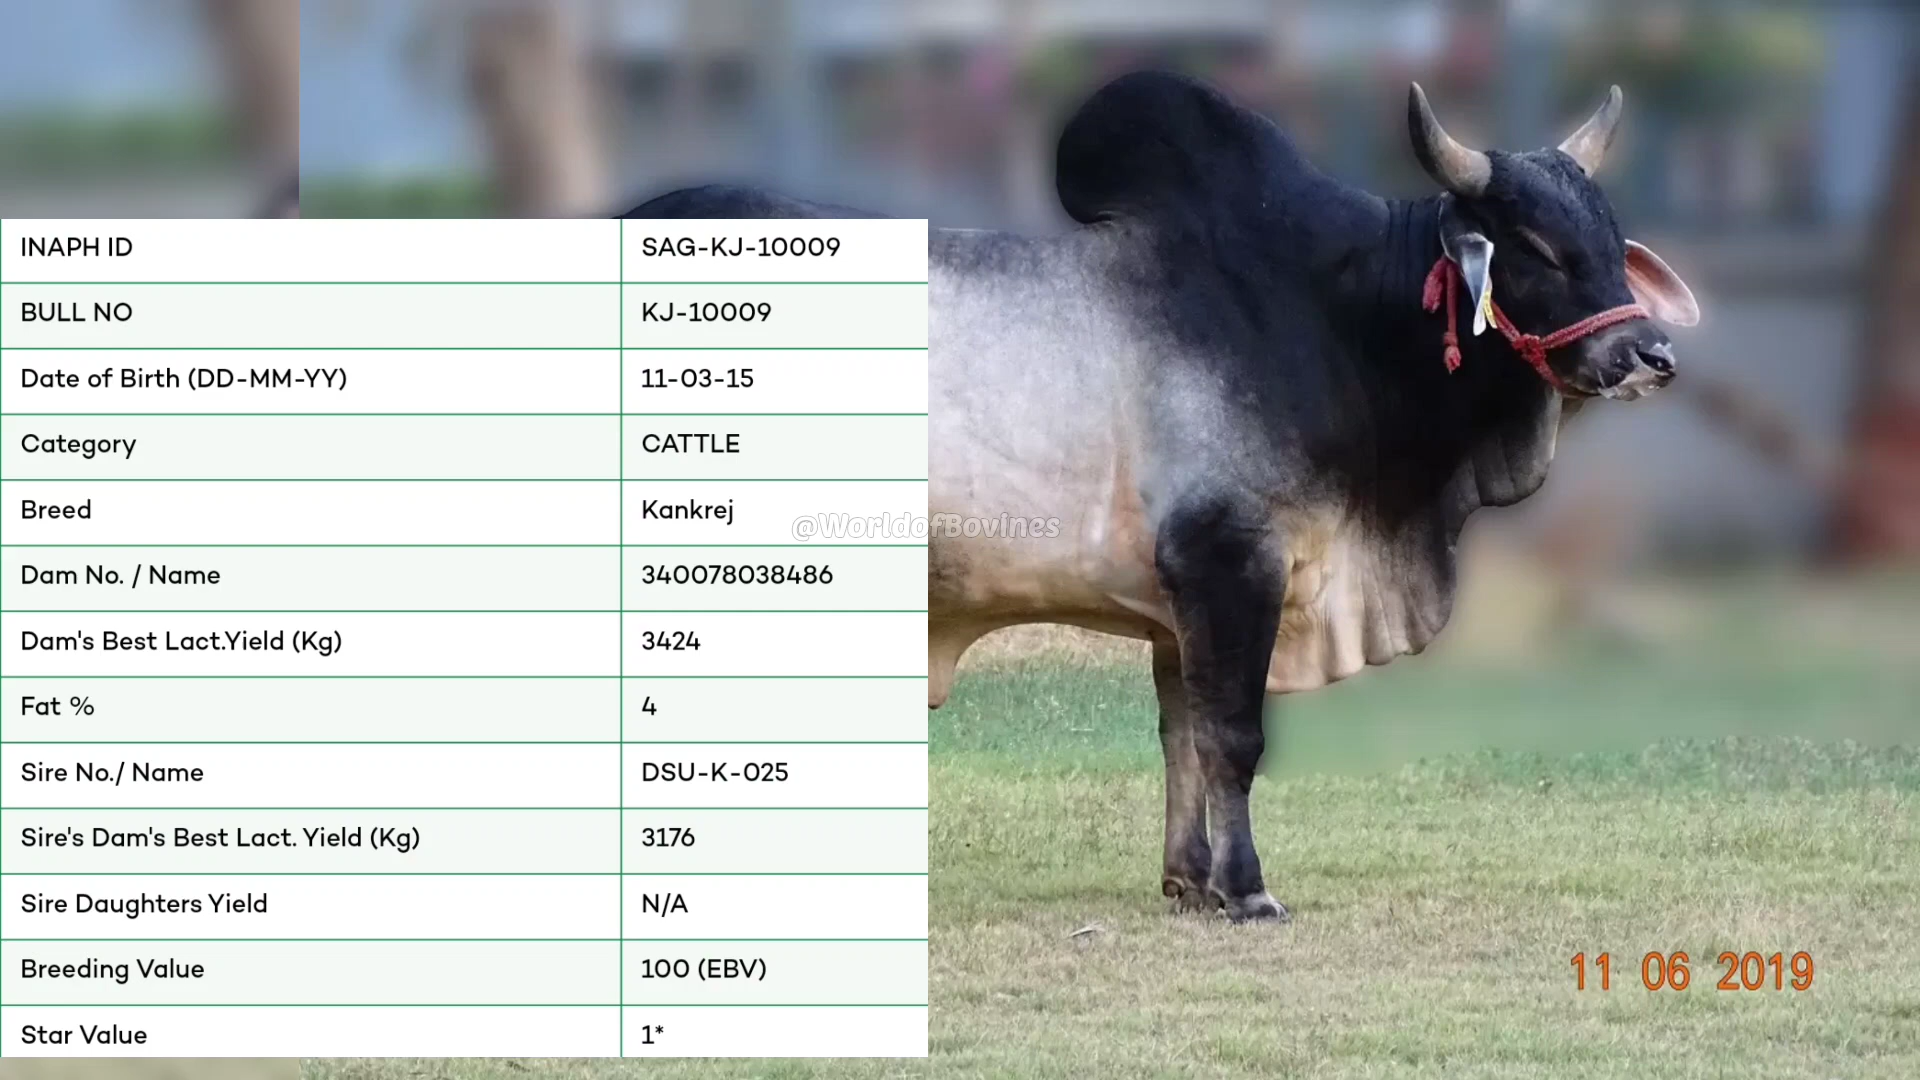 INAPH ID SAG-KJ-10009
BULL NO KJ-10009
Date of Birth (DD-MM-YY) 11-03-15
Category CATTLE
Breed Kankrej
@WorldofBovines
Dam No. / Name 340078038486
Dam's Best Lact.Yield (Kg) 3424
Fat % 4
Sire No./ Name DSU-K-025
Sire's Dam's Best Lact. Yield (Kg) 3176
Sire Daughters Yield N/A
Breeding Value 100 (EBV)
Star Value 1*
11 06 2019